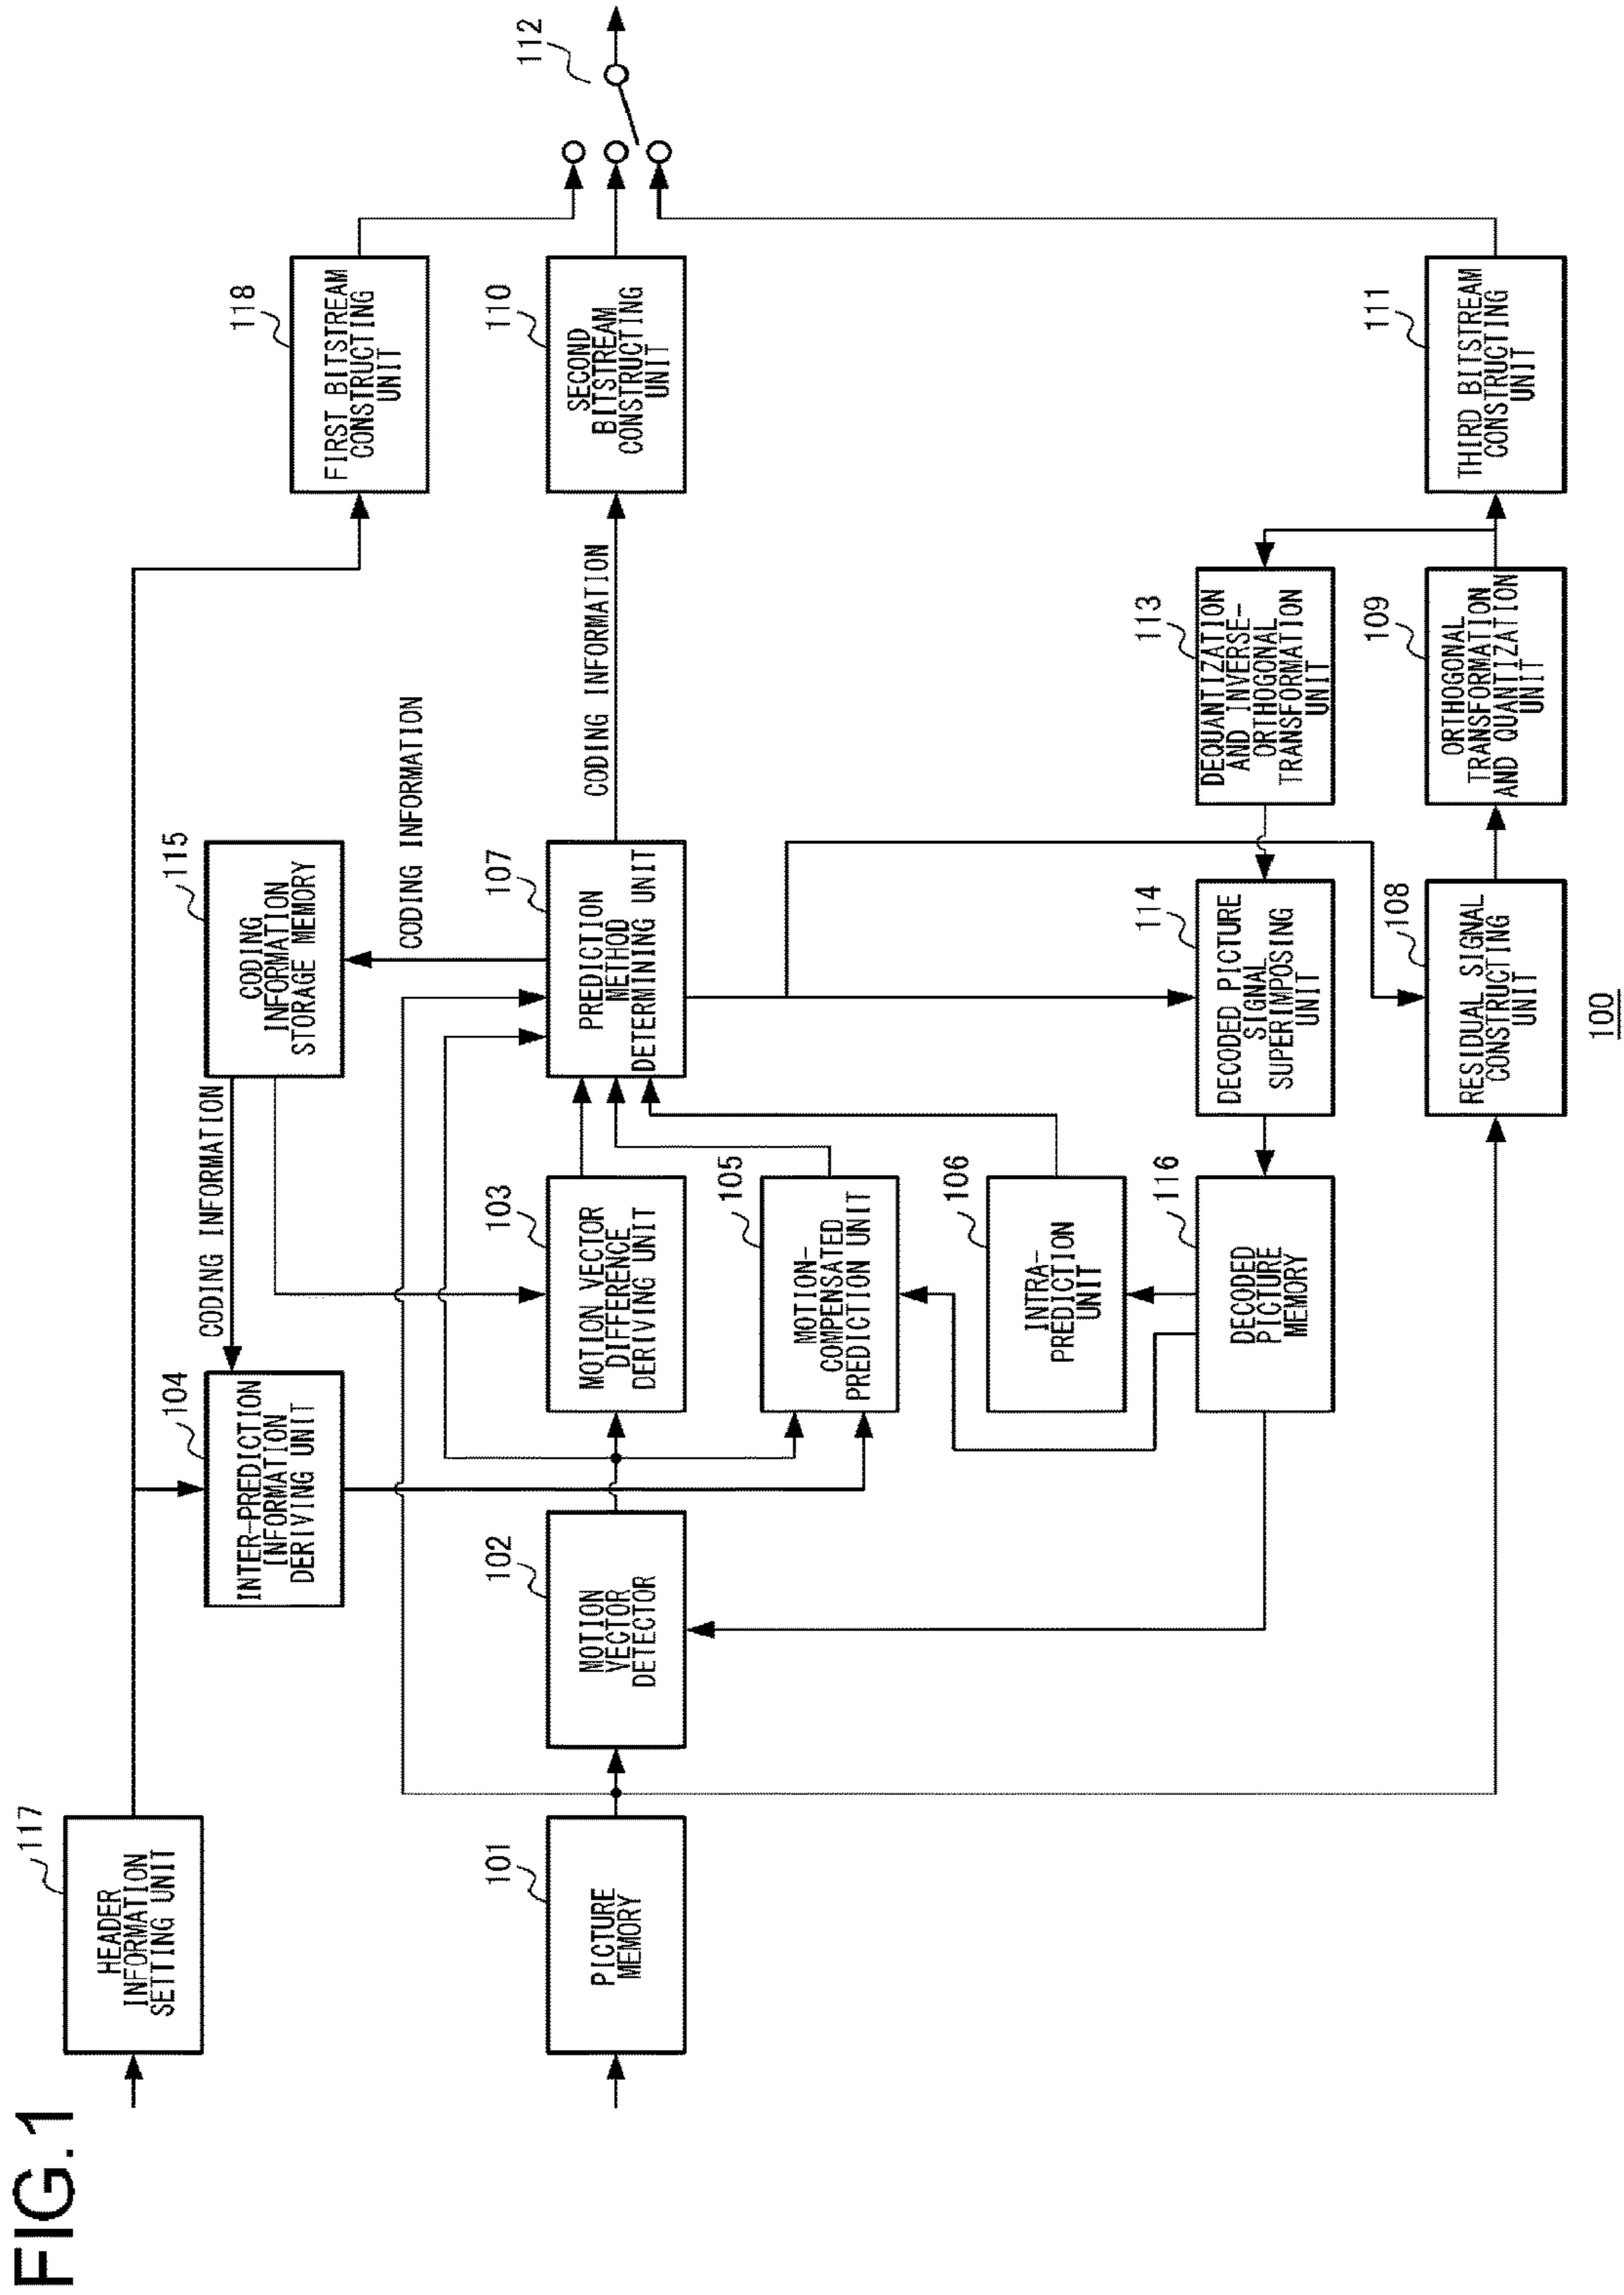 FIG.1
117
HEADER
INFORMATION
SETTING UNIT
104
INTER-PREDICTION
INFORMATION
DERIVING UNIT
CODING INFORMATION
115
CODING
INFORMATION
STORAGE MEMORY
CODING INFORMATION
118
FIRST BITSTREAM
CONSTRUCTING
UNIT
112
101
PICTURE
MEMORY
102
MOTION
VECTOR
DETECTOR
103
MOTION VECTOR
DIFFERENCE
DERIVING UNIT
107
PREDICTION
METHOD
DETERMINING UNIT
CODING INFORMATION
110
SECOND
BITSTREAM
CONSTRUCTING
UNIT
105
MOTION-
COMPENSATED
PREDICTION UNIT
106
INTRA-
PREDICTION
UNIT
116
DECODED
PICTURE
MEMORY
114
DECODED PICTURE
SIGNAL
SUPERIMPOSING
UNIT
113
DEQUANTIZATION
AND INVERSE-
ORTHOGONAL
TRANSFORMATION
UNIT
108
RESIDUAL SIGNAL
CONSTRUCTING
UNIT
109
ORTHOGONAL
TRANSFORMATION
AND QUANTIZATION
UNIT
111
THIRD BITSTREAM
CONSTRUCTING
UNIT
100